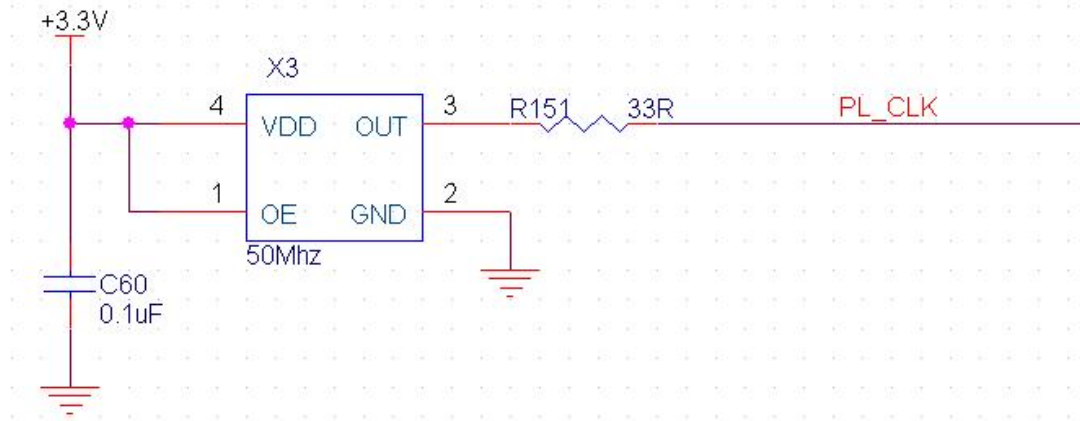 +3.3V
X3
4
VDD
OUT
3
R151
33R
PL_CLK
1
OE
GND
2
50Mhz
C60
0.1uF